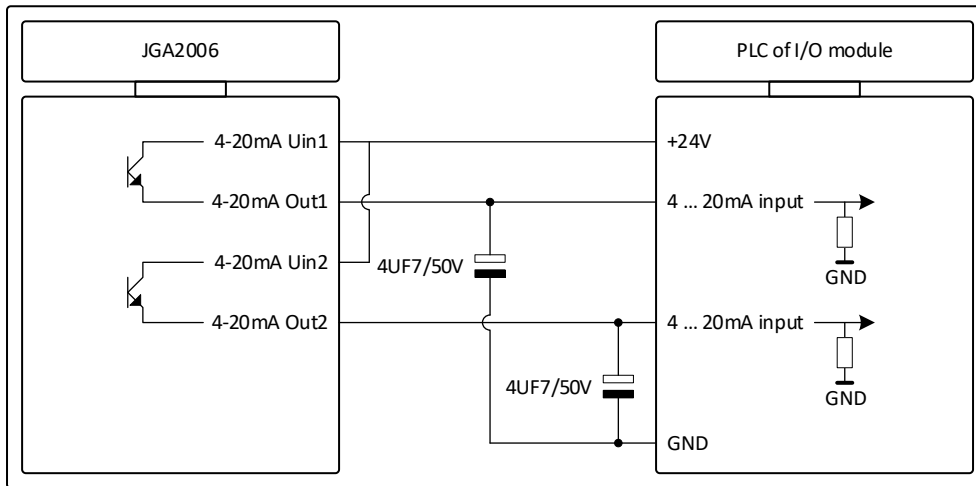 JGA2006
PLC of I/O module
4-20mA Uin1
+24V
4-20mA Out1
4 ... 20mA input
GND
4-20mA Uin2
4UF7/50V
4-20mA Out2
4 ... 20mA input
GND
4UF7/50V
GND